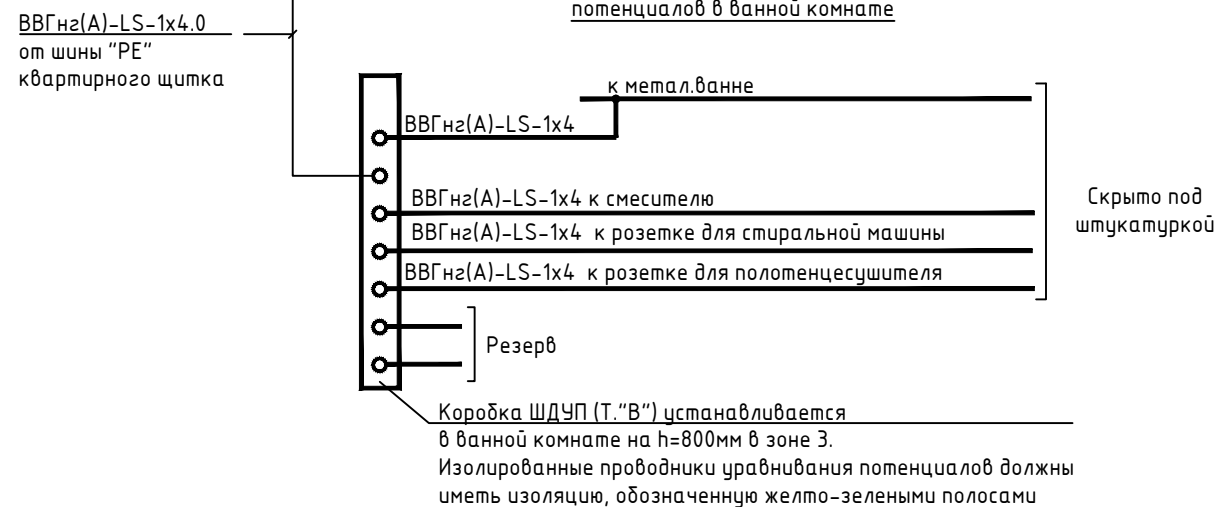 потенциалов в ванной комнате
ВВГнг(А)-LS-1х4.0
от шины "РЕ"
квартирного щитка
к метал.ванне
ВВГнг(А)-LS-1х4
ВВГнг(А)-LS-1х4 к смесителю
ВВГнг(А)-LS-1х4 к розетке для стиральной машины
ВВГнг(А)-LS-1х4 к розетке для полотенцесушителя
Скрыто под
штукатуркой
Резерв
Коробка ШДУП (Т."В") устанавливается
в ванной комнате на h=800мм в зоне 3.
Изолированные проводники уравнивания потенциалов должны
иметь изоляцию, обозначенную желто-зелеными полосами